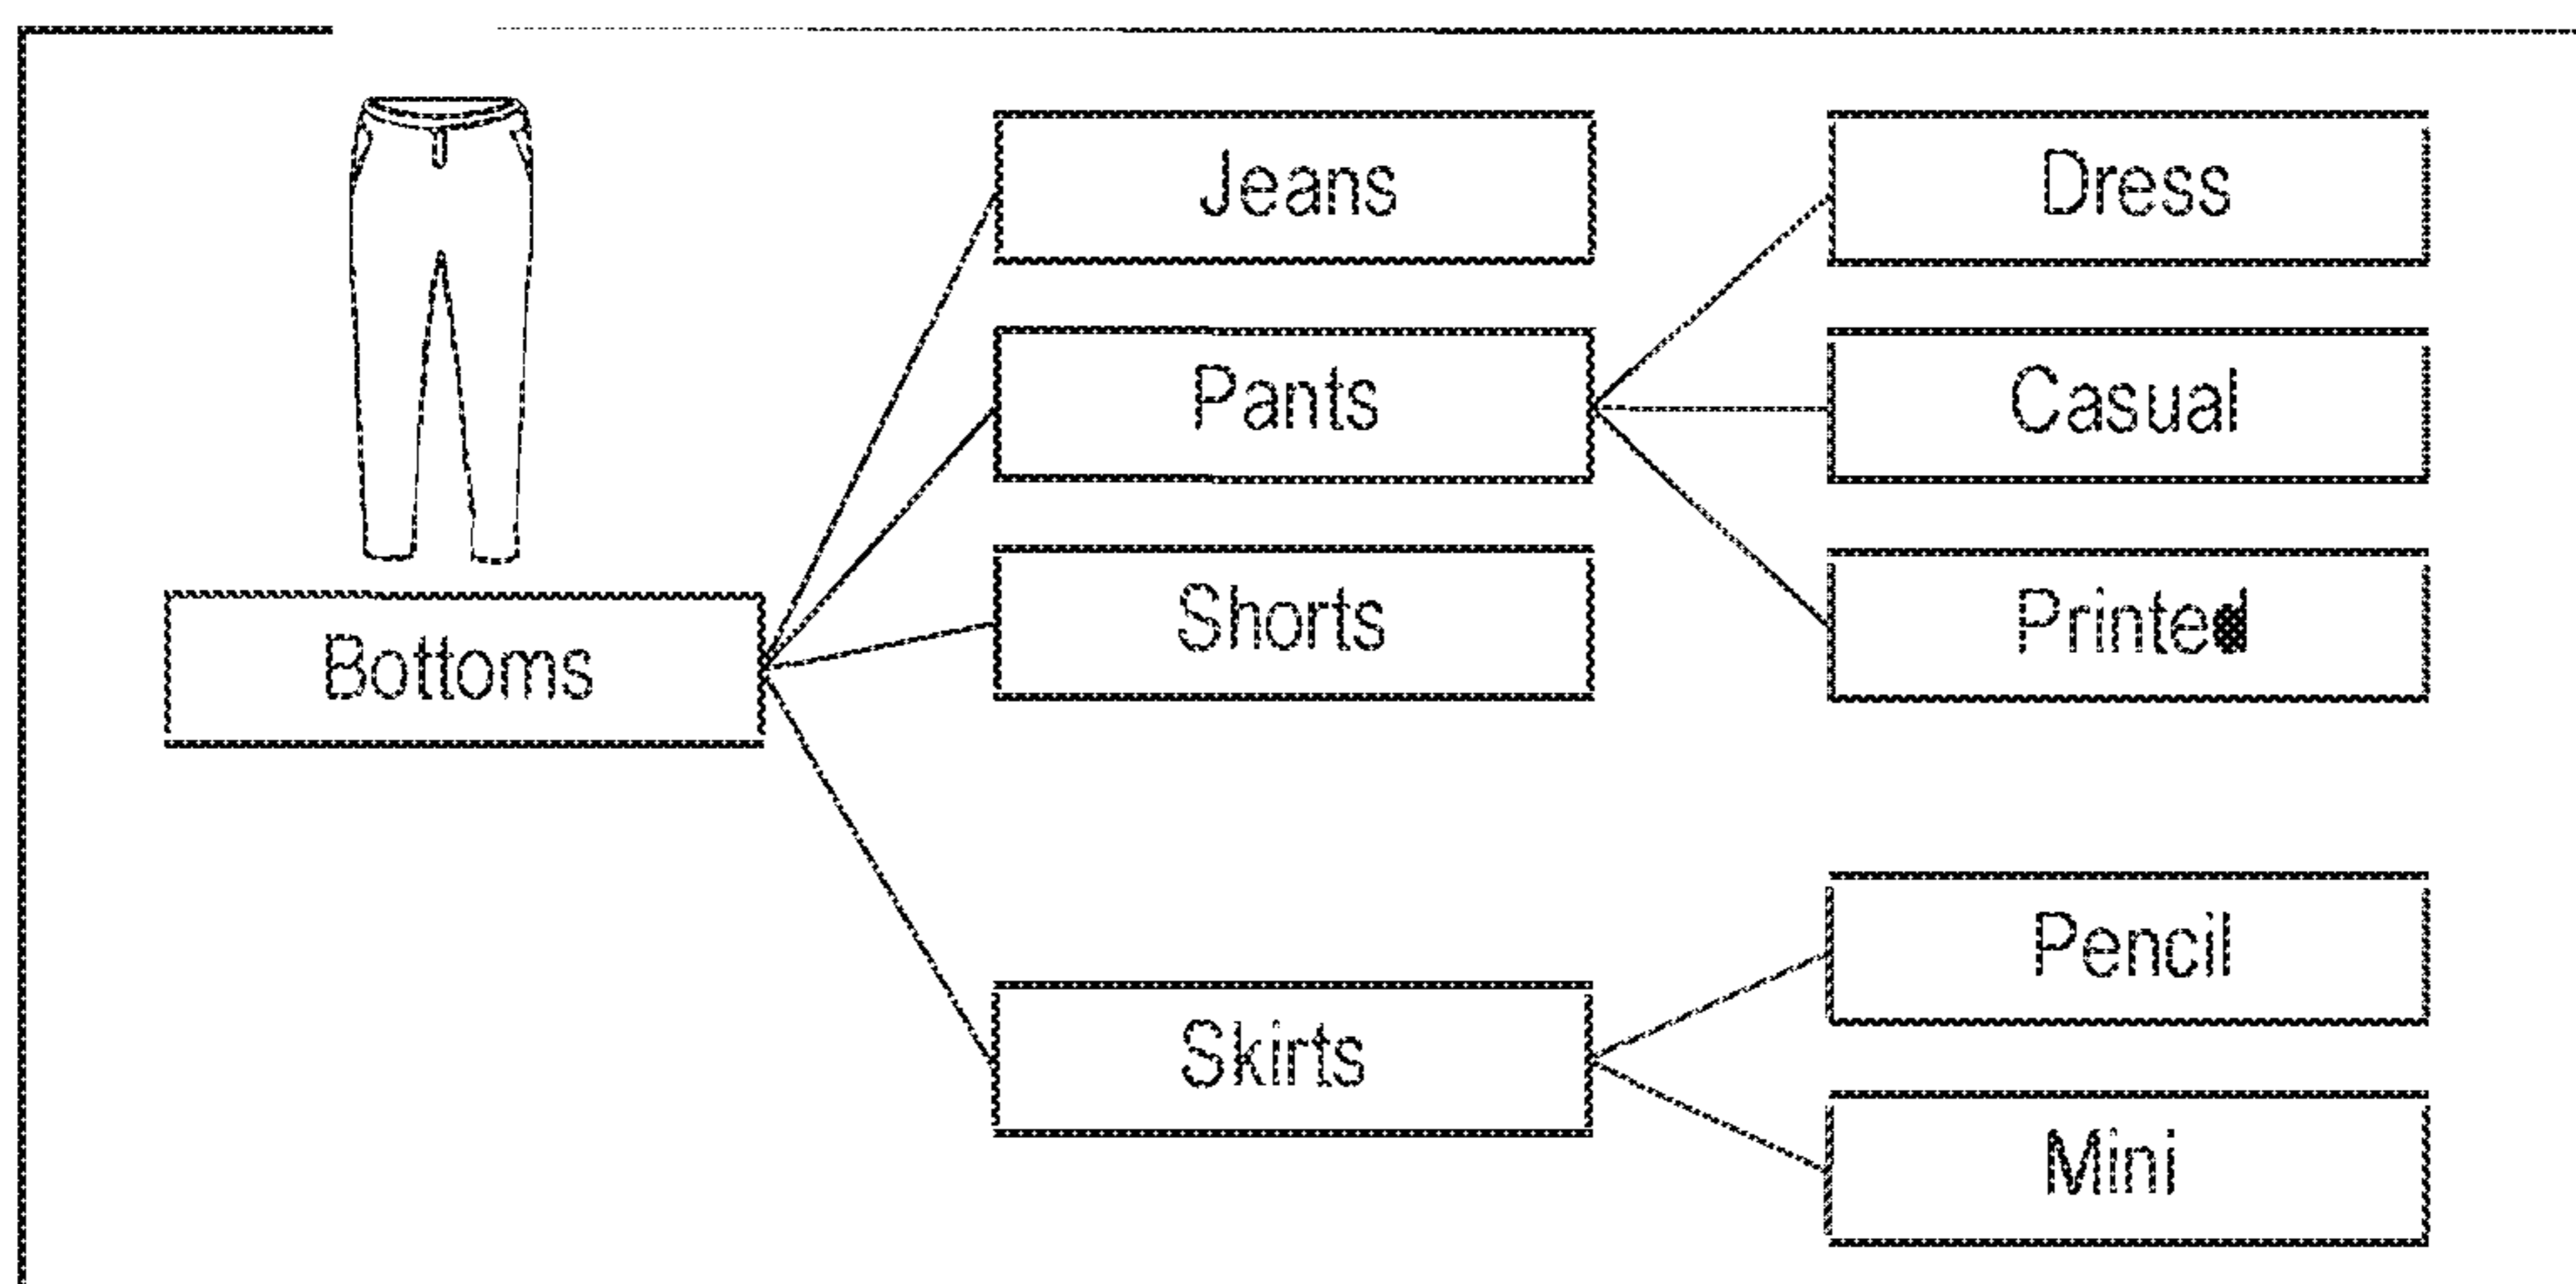 Jeans
Dress
Pants
Casual
Shorts
Printed
Bottoms
Pencil
Skirts
Mini